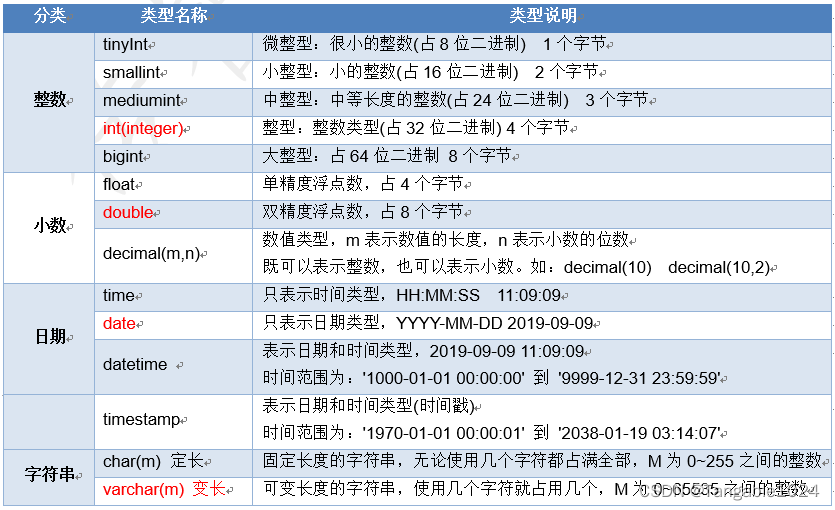 分类 类型名称 类型说明
整数
tinyInt 微整型：很小的整数(占 8 位二进制) 1 个字节
smallint 小整型：小的整数(占 16 位二进制) 2 个字节
mediumint 中整型：中等长度的整数(占 24 位二进制) 3 个字节
int(integer) 整型：整数类型(占 32 位二进制) 4 个字节
bigint 大整型：占 64 位二进制 8 个字节
小数
float 单精度浮点数，占 4 个字节
double 双精度浮点数，占 8 个字节
decimal(m,n) 数值类型，m 表示数值的长度，n 表示小数的位数
既可以表示整数，也可以表示小数。如：decimal(10) decimal(10,2)
日期
time 只表示时间类型，HH:MM:SS 11:09:09
date 只表示日期类型，YYYY-MM-DD 2019-09-09
datetime 表示日期和时间类型，2019-09-09 11:09:09
时间范围为：'1000-01-01 00:00:00' 到 '9999-12-31 23:59:59'
timestamp 表示日期和时间类型(时间戳)
时间范围为：'1970-01-01 00:00:01' 到 '2038-01-19 03:14:07'
字符串
char(m) 定长 固定长度的字符串，无论使用几个字符都占满全部，M 为 0~255 之间的整数
varchar(m) 变长 可变长度的字符串，使用几个字符就占用几个，M 为 0~65535 之间的整数